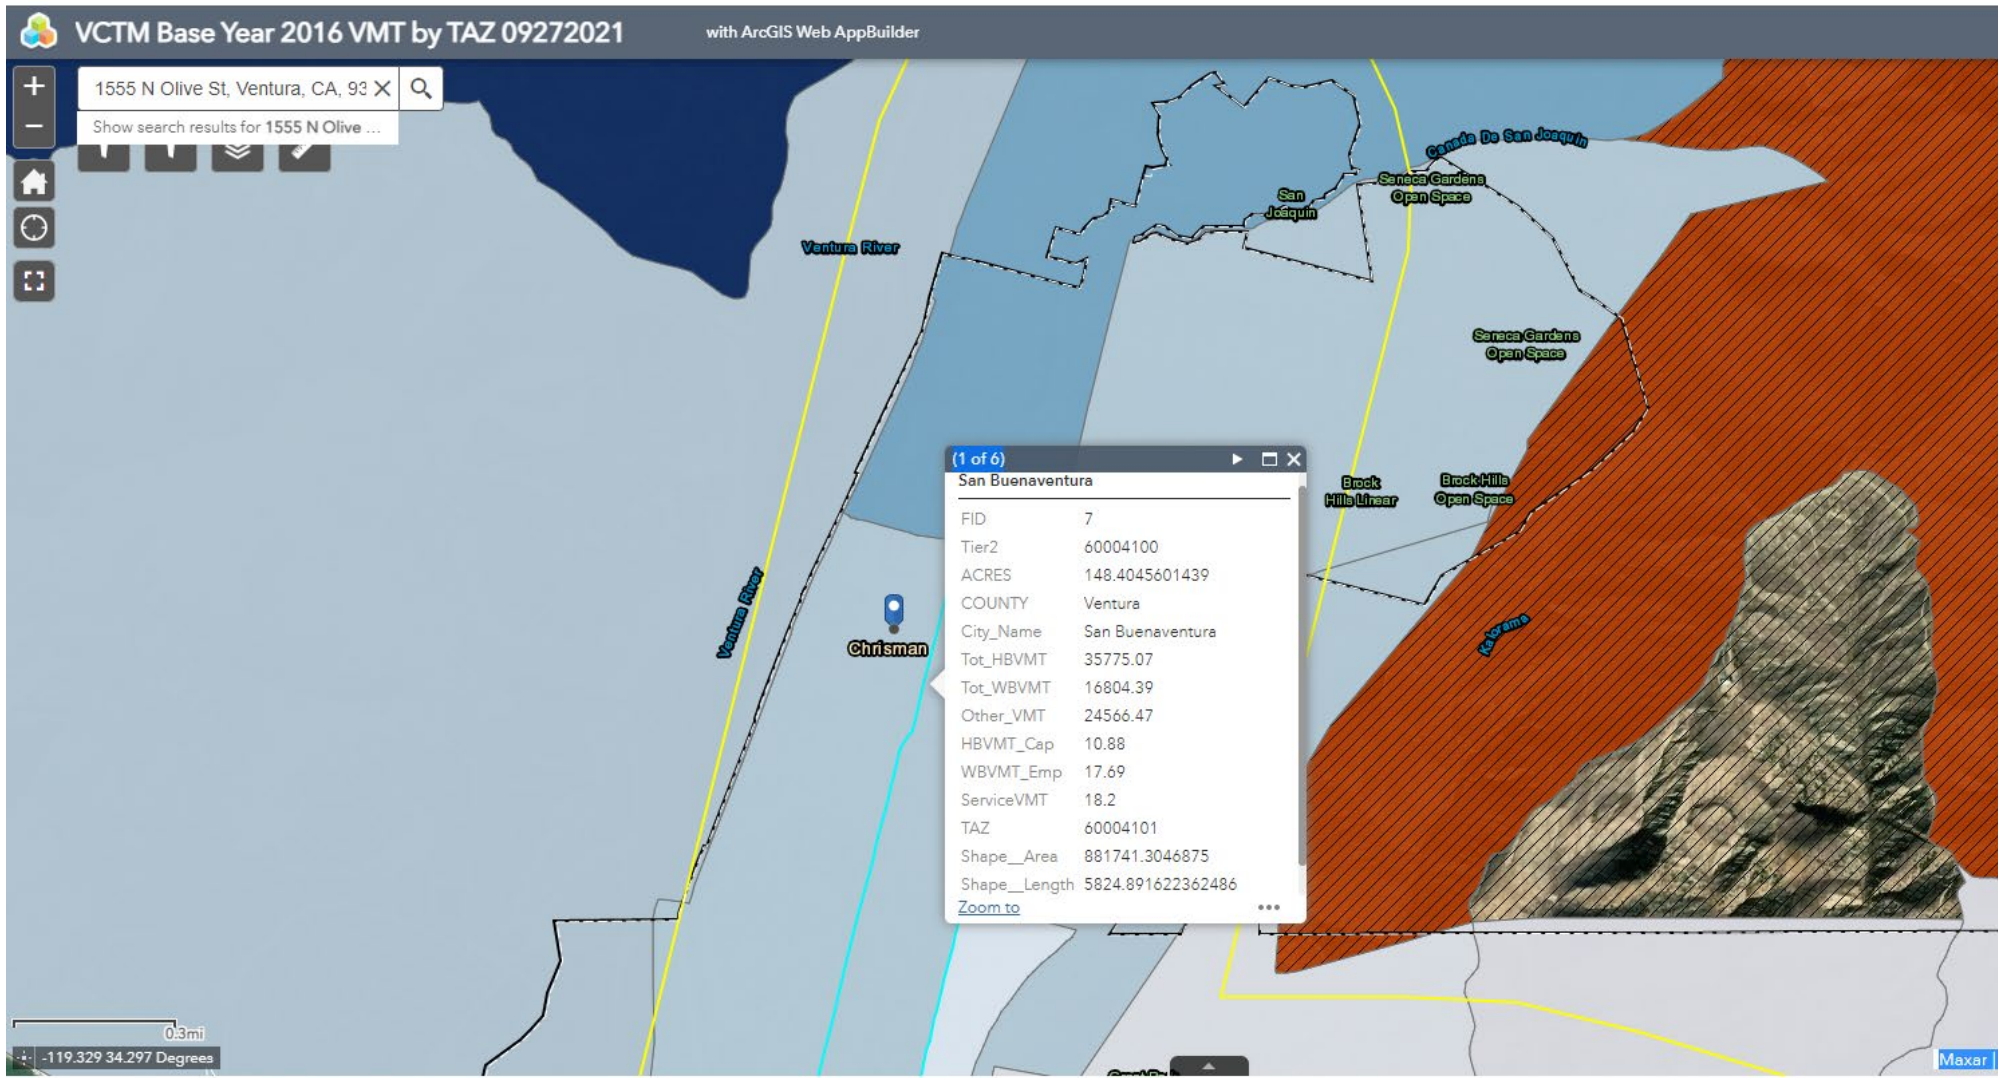 VCTM Base Year 2016 VMT by TAZ 09272021
with ArcGIS Web AppBuilder
+
1555 N Olive St, Ventura, CA, 93
Show search results for 1555 N Olive ...
−
Canada De San Joaquin
Seneca Gardens
Open Space
San
Joaquin
Ventura River
Seneca Gardens
Open Space
(1 of 6)
San Buenaventura
FID 7
Tier2 60004100
ACRES 148.4045601439
COUNTY Ventura
City_Name San Buenaventura
Tot_HBVMT 35775.07
Tot_WBVMT 16804.39
Other_VMT 24566.47
HBVMT_Cap 10.88
WBVMT_Emp 17.69
ServiceVMT 18.2
TAZ 60004101
Shape__Area 881741.3046875
Shape__Length 5824.891622362486
Zoom to
Brock
Hills Linear
Brock Hills
Open Space
Ventura River
Chrisman
Kalorama
0.3mi
-119.329 34.297 Degrees
Maxar |